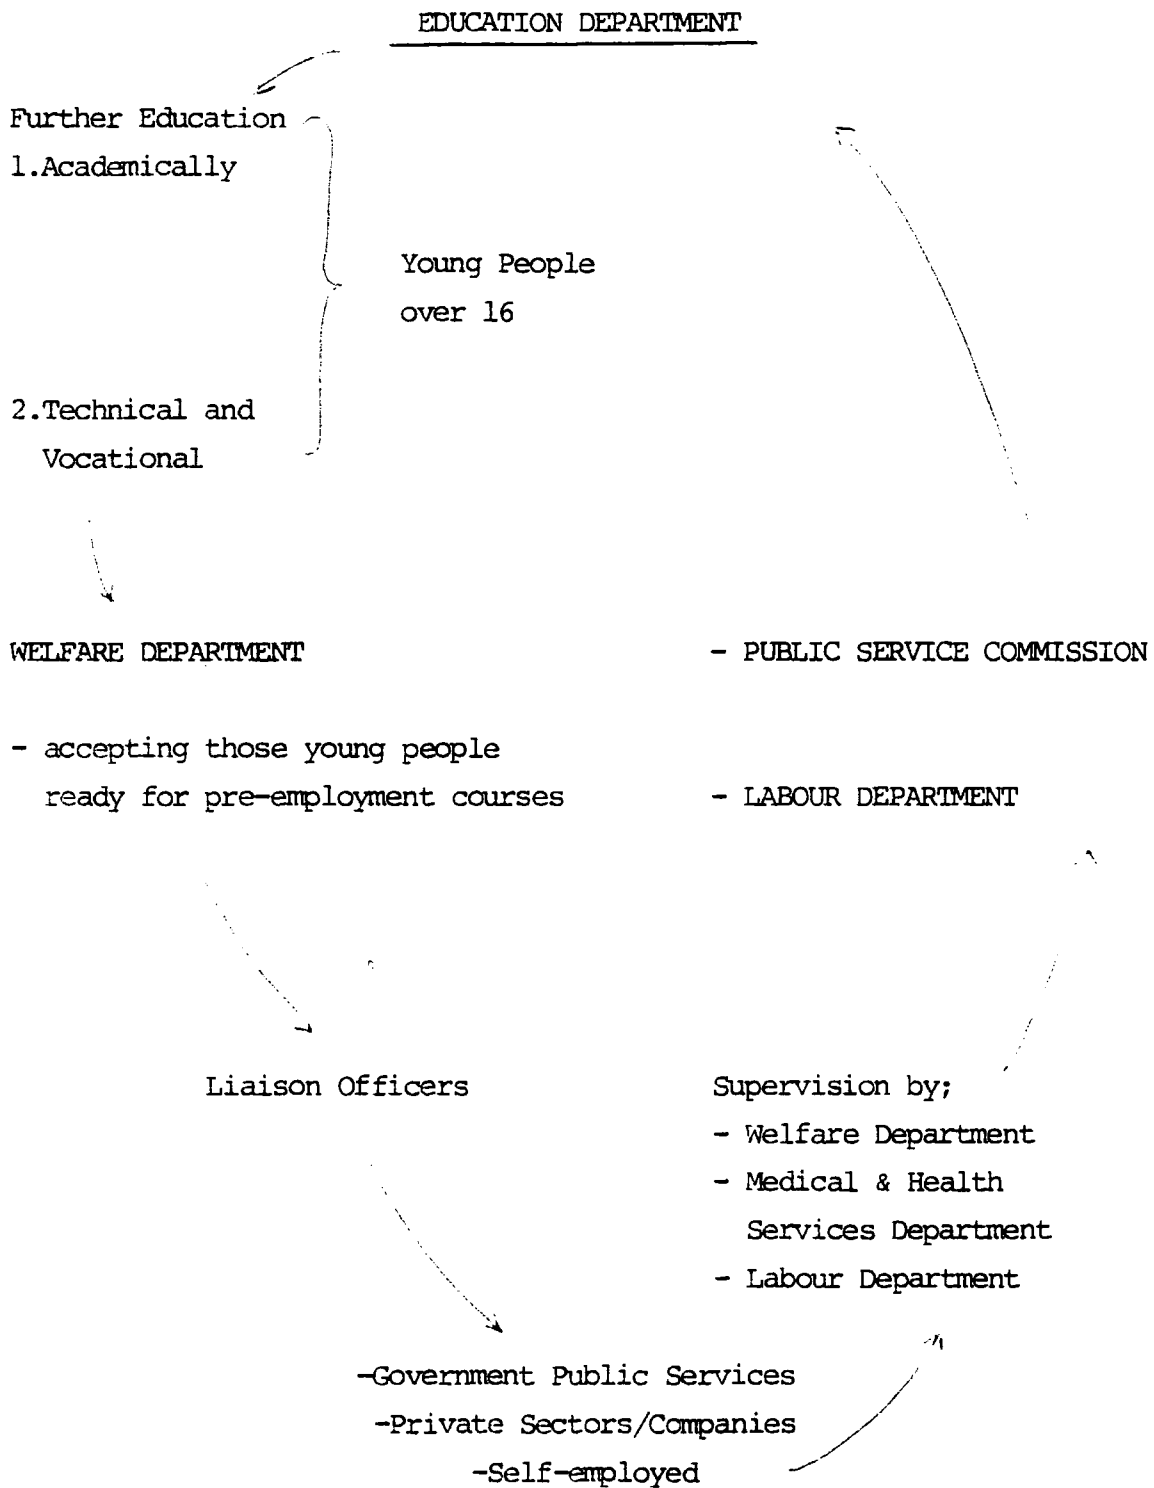 EDUCATION DEPARTMENT
Further Education
1.Academically
Young People
over 16
2.Technical and
Vocational
WELFARE DEPARTMENT
- accepting those young people
ready for pre-employment courses
- PUBLIC SERVICE COMMISSION
- LABOUR DEPARTMENT
Liaison Officers
Supervision by;
- Welfare Department
- Medical & Health
Services Department
- Labour Department
-Government Public Services
-Private Sectors/Companies
-Self-employed